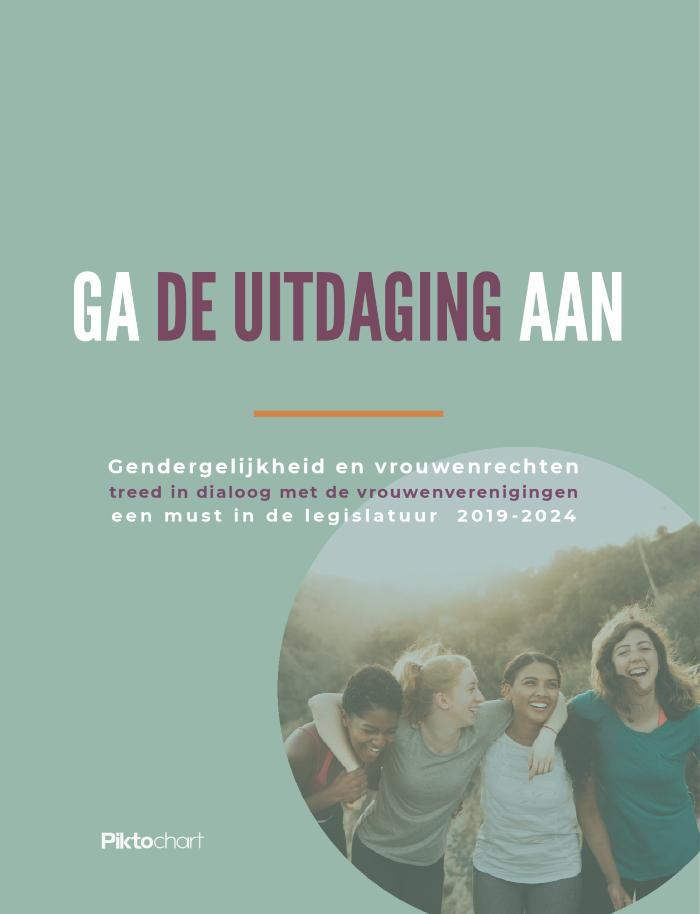 GA DE UITDAGING AAN
Gendergelijkheid en vrouwenrechten
treed in dialoog met de vrouwenverenigingen
een must in de legislatuur 2019-2024
Piktochart